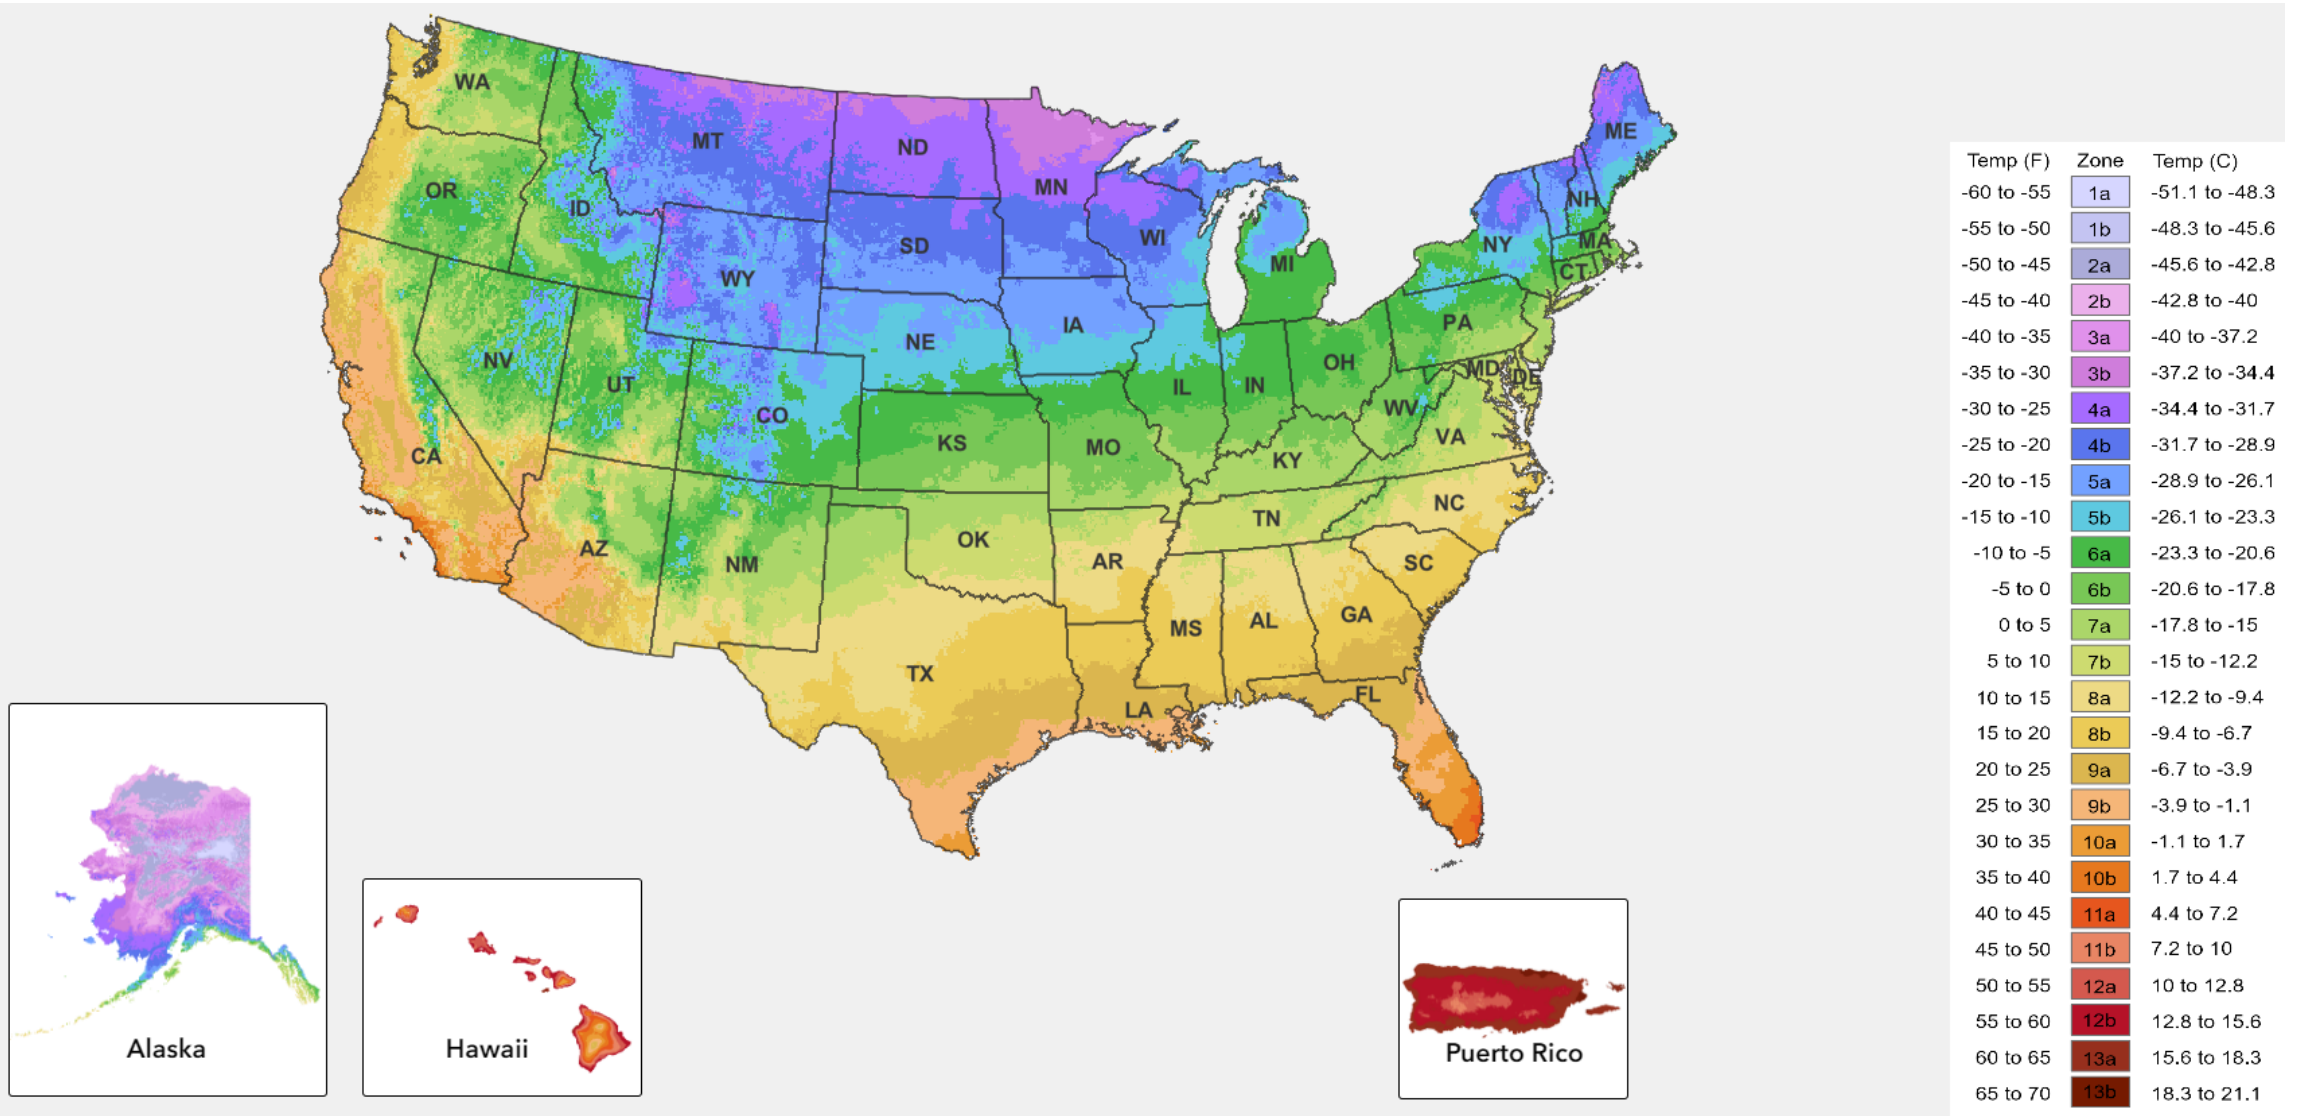 WA
MT
ND
MN
ME
OR
ID
WY
SD
WI
MI
NY
NH
MA
CT
NV
UT
CO
NE
IA
IL
IN
OH
PA
MD
DE
CA
KS
MO
KY
WV
VA
AZ
NM
OK
AR
TN
NC
SC
TX
LA
MS
AL
GA
FL
Alaska
Hawaii
Puerto Rico
Temp (F) Zone Temp (C)
-60 to -55 1a -51.1 to -48.3
-55 to -50 1b -48.3 to -45.6
-50 to -45 2a -45.6 to -42.8
-45 to -40 2b -42.8 to -40
-40 to -35 3a -40 to -37.2
-35 to -30 3b -37.2 to -34.4
-30 to -25 4a -34.4 to -31.7
-25 to -20 4b -31.7 to -28.9
-20 to -15 5a -28.9 to -26.1
-15 to -10 5b -26.1 to -23.3
-10 to -5 6a -23.3 to -20.6
-5 to 0 6b -20.6 to -17.8
0 to 5 7a -17.8 to -15
5 to 10 7b -15 to -12.2
10 to 15 8a -12.2 to -9.4
15 to 20 8b -9.4 to -6.7
20 to 25 9a -6.7 to -3.9
25 to 30 9b -3.9 to -1.1
30 to 35 10a -1.1 to 1.7
35 to 40 10b 1.7 to 4.4
40 to 45 11a 4.4 to 7.2
45 to 50 11b 7.2 to 10
50 to 55 12a 10 to 12.8
55 to 60 12b 12.8 to 15.6
60 to 65 13a 15.6 to 18.3
65 to 70 13b 18.3 to 21.1